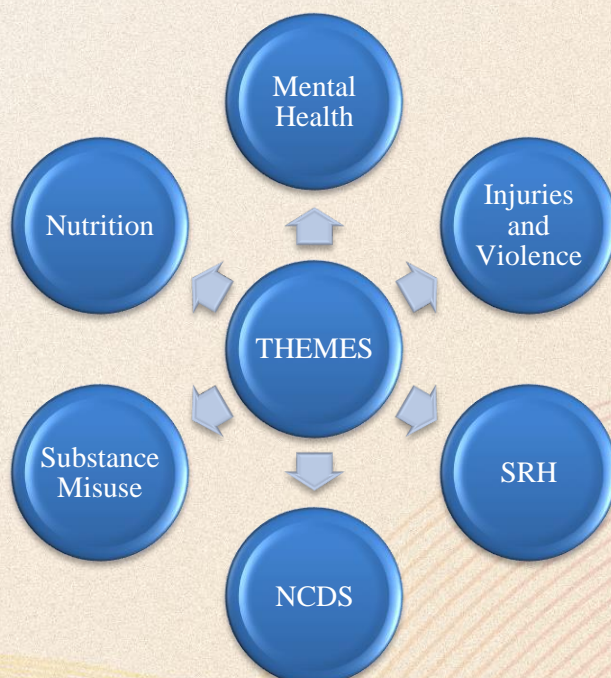 Mental
Health
Nutrition
Injuries
and
Violence
THEMES
Substance
Misuse
SRH
NCDS